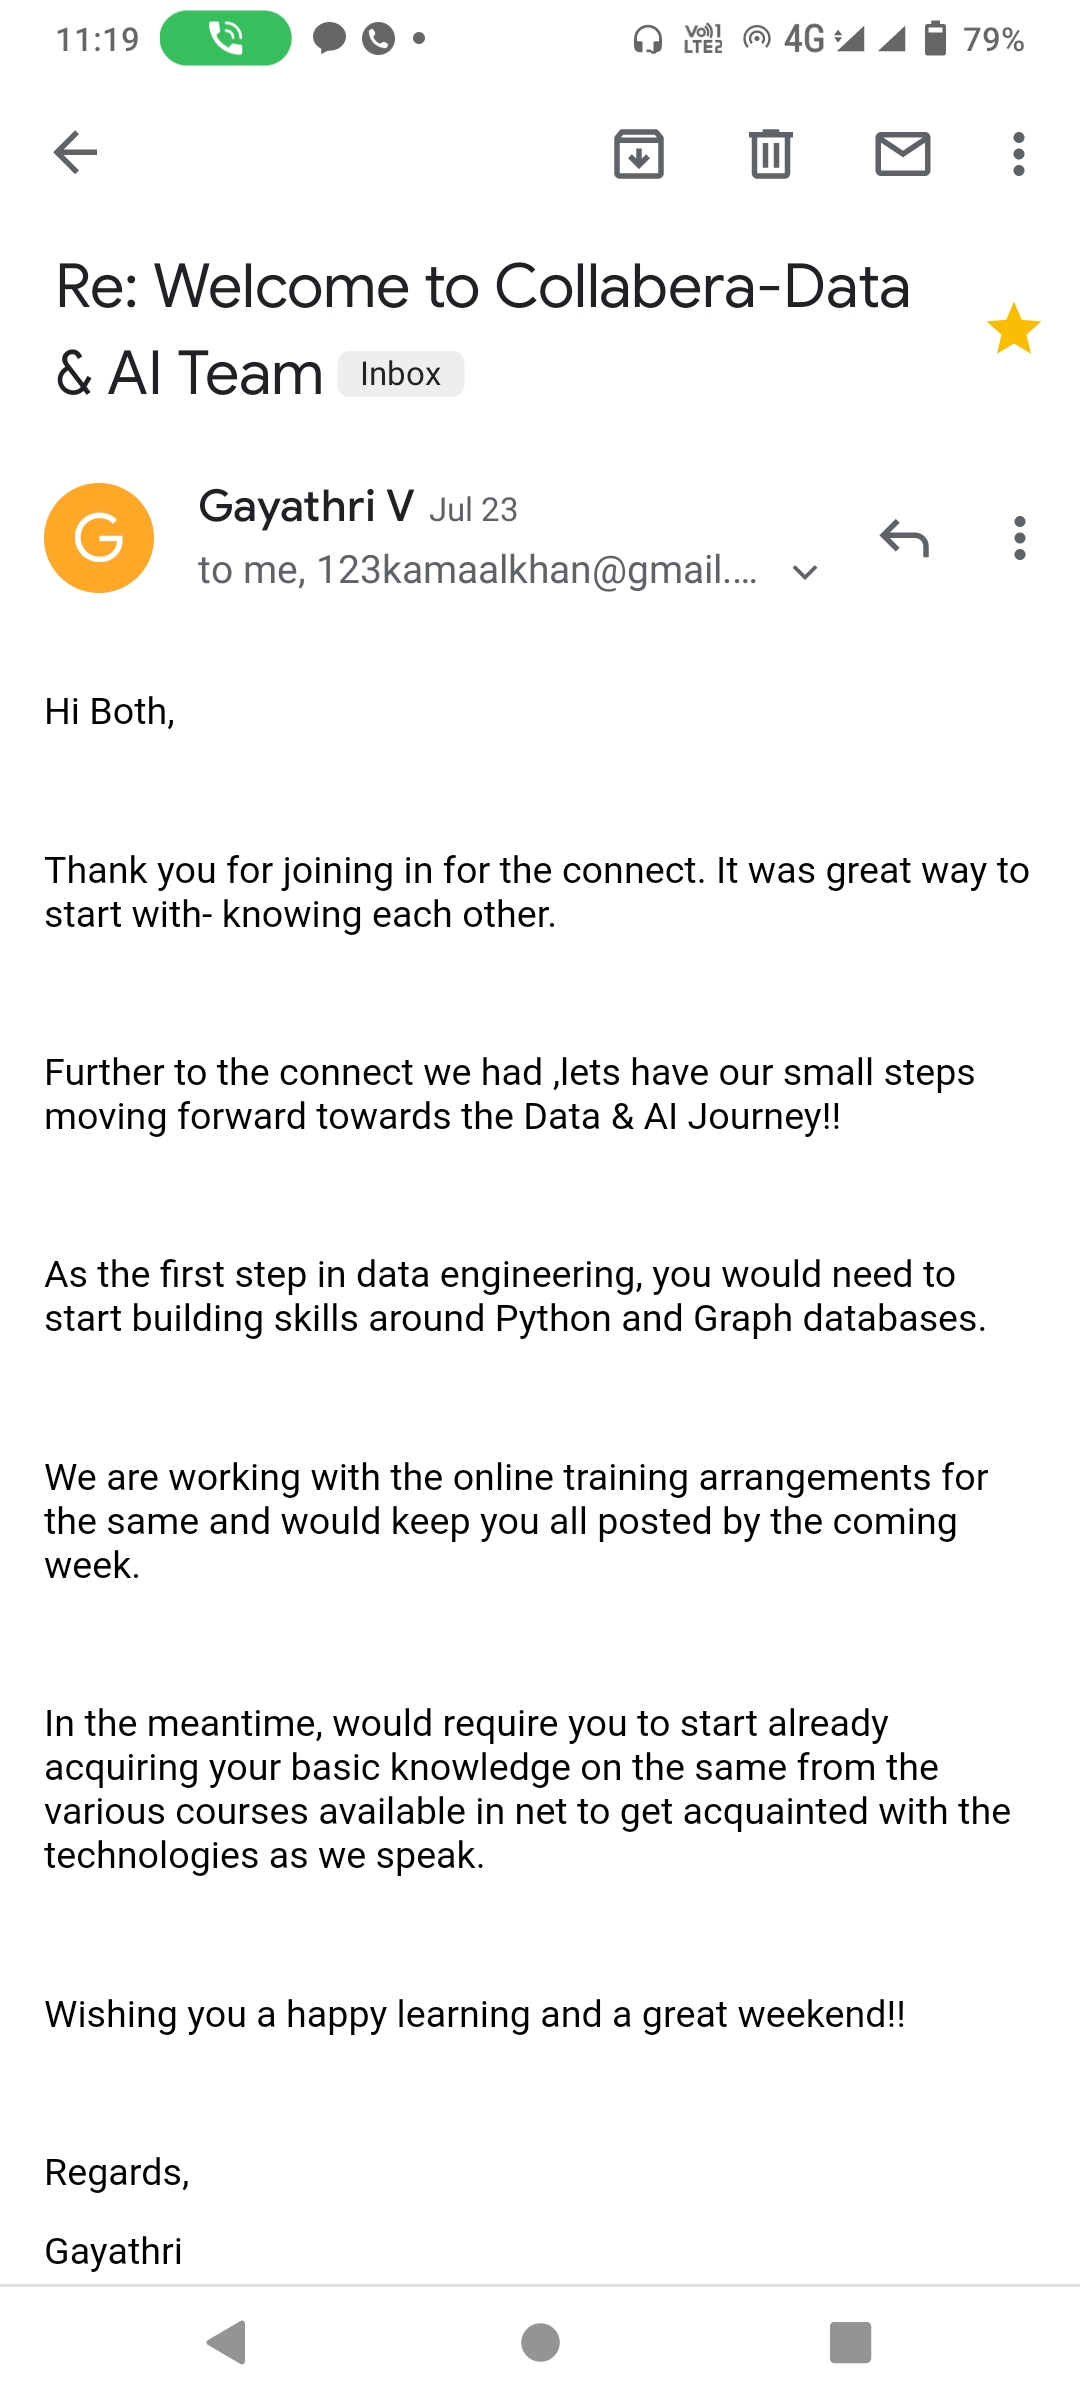 11:19
Vo))1
LTE2
4G
79%
Re: Welcome to Collabera-Data
& AI Team Inbox
G
Gayathri V Jul 23
to me, 123kamaalkhan@gmail....
Hi Both,
Thank you for joining in for the connect. It was great way to
start with- knowing each other.
Further to the connect we had ,lets have our small steps
moving forward towards the Data & AI Journey!!
As the first step in data engineering, you would need to
start building skills around Python and Graph databases.
We are working with the online training arrangements for
the same and would keep you all posted by the coming
week.
In the meantime, would require you to start already
acquiring your basic knowledge on the same from the
various courses available in net to get acquainted with the
technologies as we speak.
Wishing you a happy learning and a great weekend!!
Regards,
Gayathri